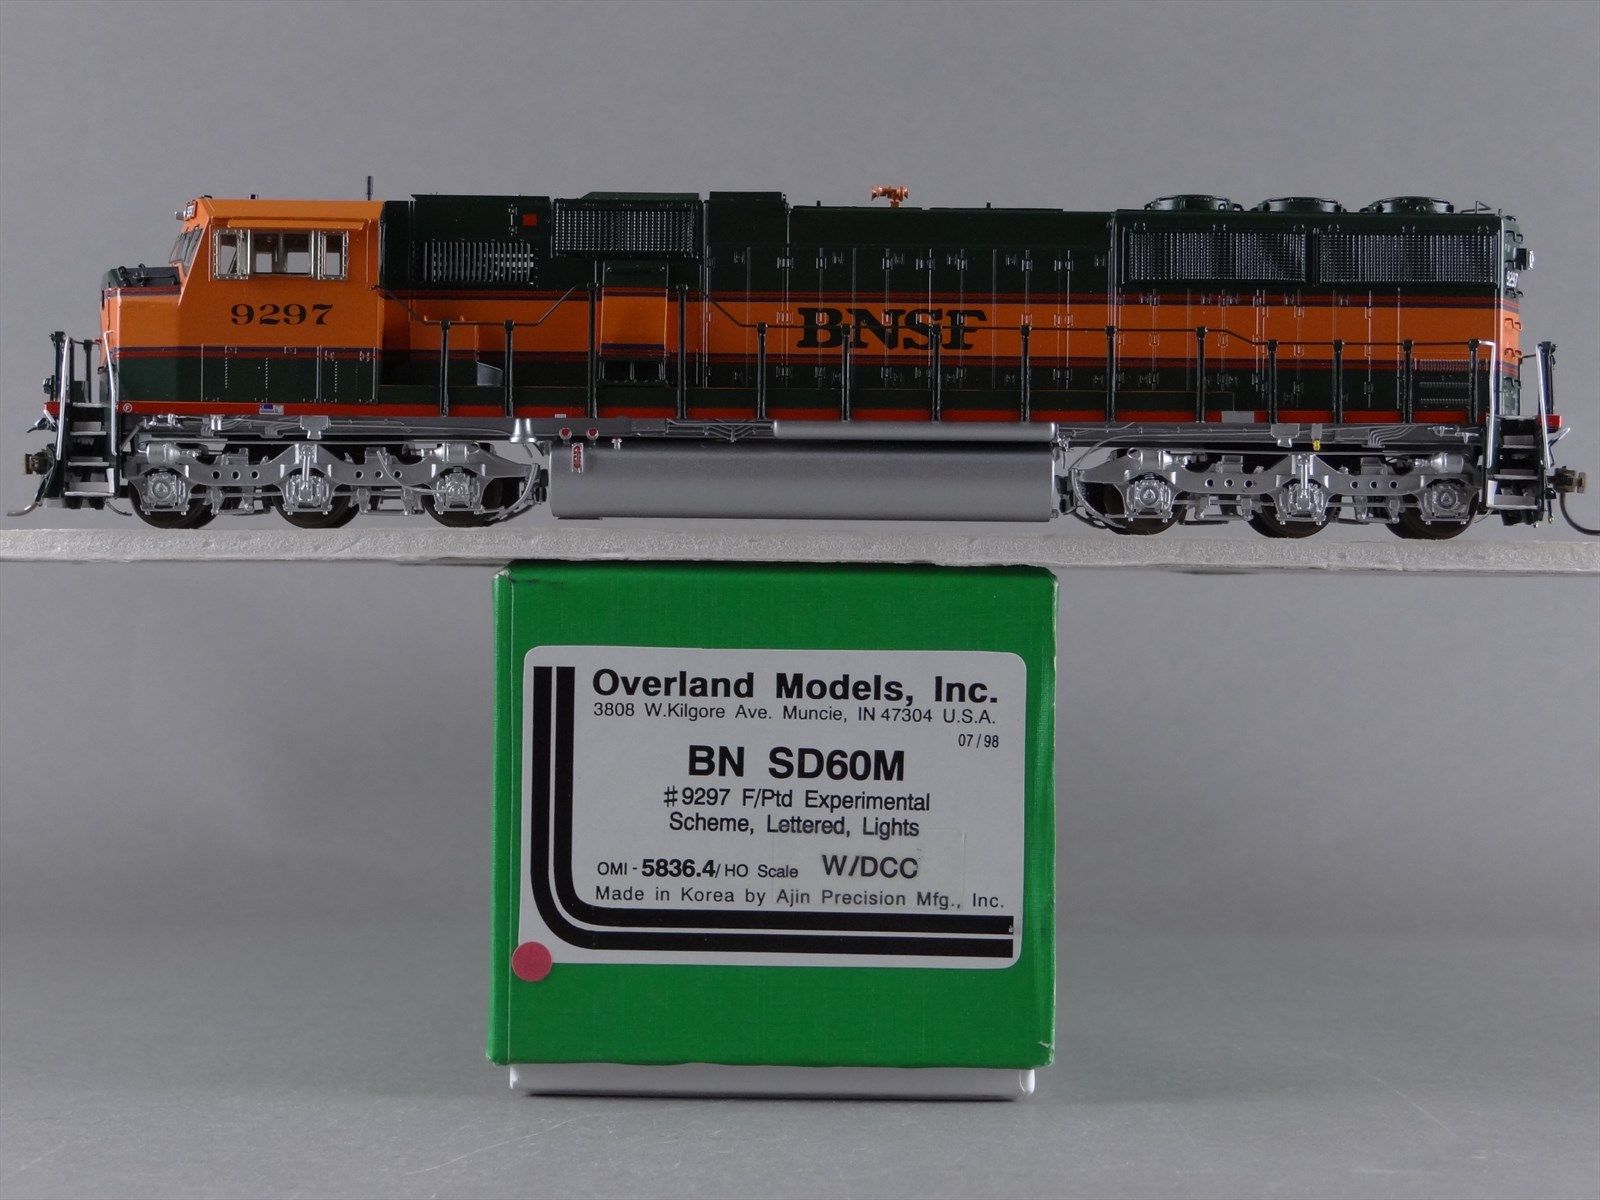 9297
BNSF
9297
Overland Models, Inc.
3808 W.Kilgore Ave. Muncie, IN 47304 U.S.A.
07/98
BN SD60M
#9297 F/Ptd Experimental
Scheme, Lettered, Lights
OMI-5836.4/HO Scale W/DCC
Made in Korea by Ajin Precision Mfg., Inc.